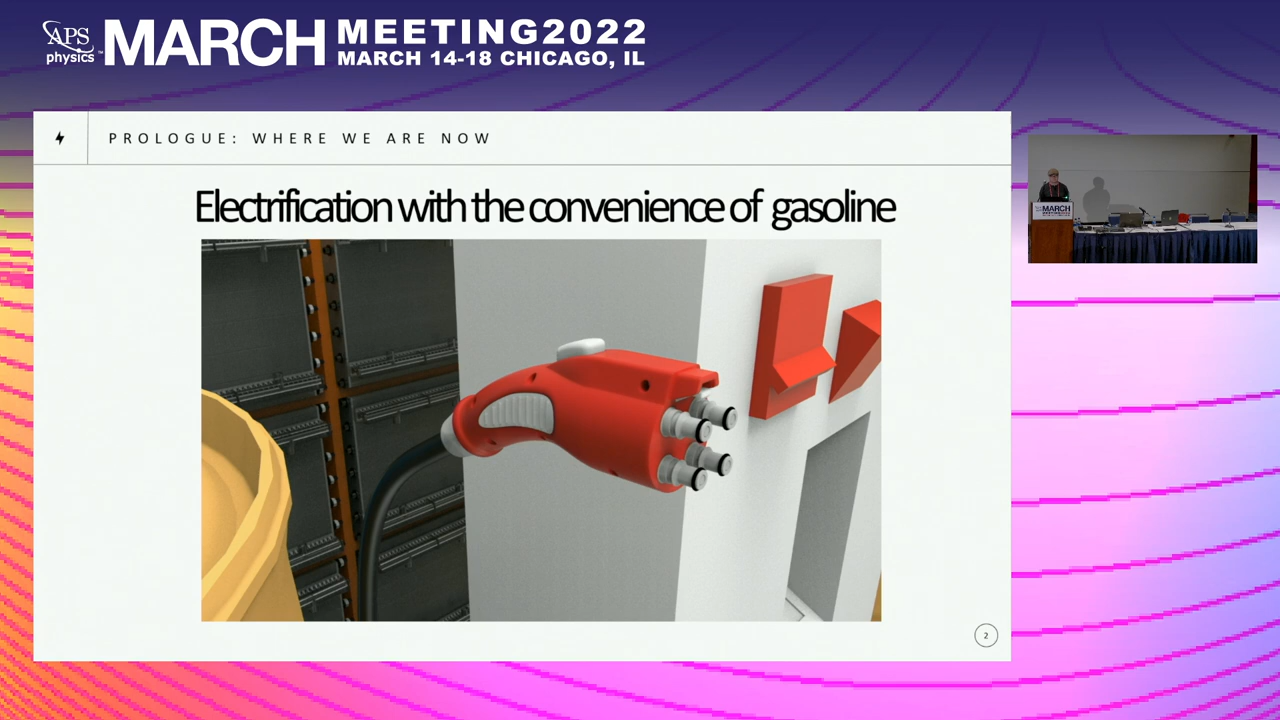 APS
physics
MARCH
MEETING2022
MARCH 14-18 CHICAGO, IL
PROLOGUE: WHERE WE ARE NOW
Electrification with the convenience of gasoline
2
MARCH